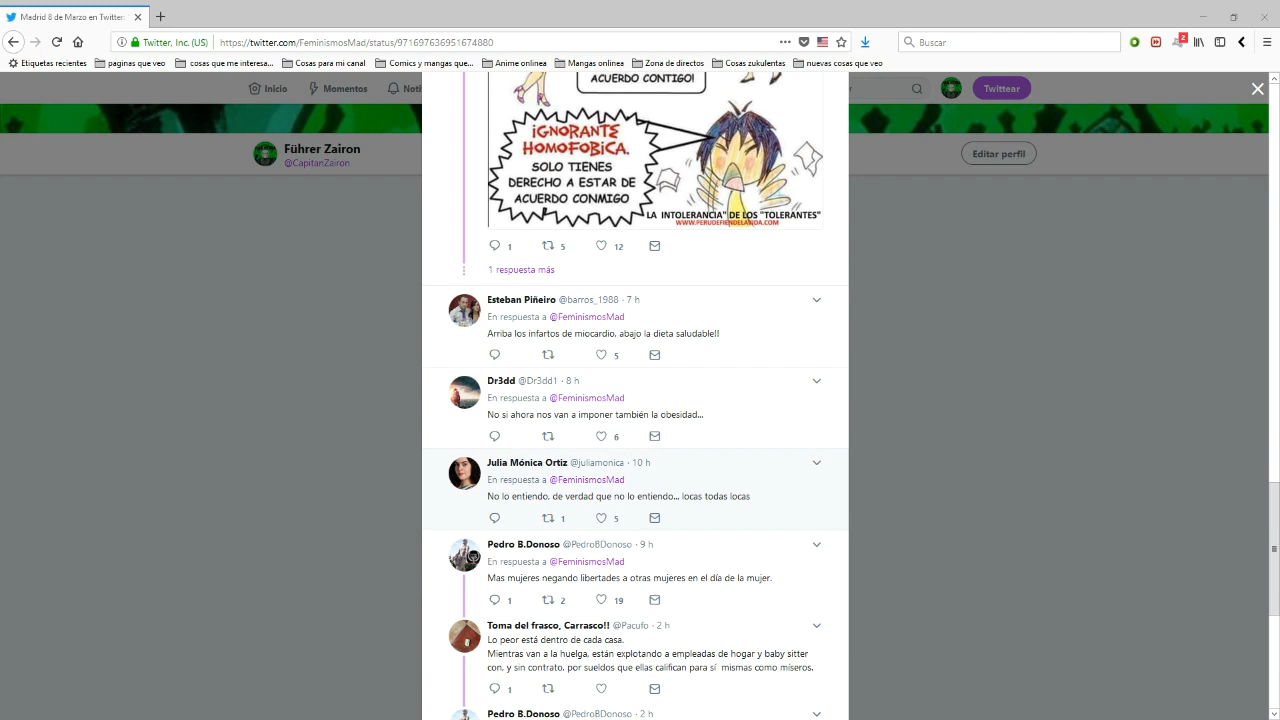 Madrid 8 de Marzo en Twitter:
Twitter, Inc. (US)
https://twitter.com/FeminismosMad/status/971697636951674880
Buscar
2
Etiquetas recientes
paginas que veo
cosas que me interesa...
Cosas para mi canal
Comics y mangas que...
Anime onlinea
Mangas onlinea
Zona de directos
Cosas zukulentas
nuevas cosas que veo
Inicio
Momentos
Noti
r
Twittear
Führer Zairon
@CapitanZairon
Editar perfil
ACUERDO CONTIGO!
¡GNORANTE
HOMOFOBICA.
SOLO TIENES
DERECHO A ESTAR DE
ACUERDO CONMIGO
LA INTOLERANCIA" DE LOS "TOLERANTES"
WWW.PERUDEFIENDELAVIDA.COM
1 5 12
1 respuesta más
Esteban Piñeiro @barros_1988 · 7 h
En respuesta a @FeminismosMad
Arriba los infartos de miocardio, abajo la dieta saludable!!
5
Dr3dd @Dr3dd1 · 8 h
En respuesta a @FeminismosMad
No si ahora nos van a imponer también la obesidad...
6
Julia Mónica Ortiz @juliamonica · 10 h
En respuesta a @FeminismosMad
No lo entiendo, de verdad que no lo entiendo... locas todas locas
1 5
Pedro B.Donoso @PedroBDonoso · 9 h
En respuesta a @FeminismosMad
Mas mujeres negando libertades a otras mujeres en el día de la mujer.
1 2 19
Toma del frasco, Carrasco!! @Pacufo · 2 h
Lo peor está dentro de cada casa.
Mientras van a la huelga, están explotando a empleadas de hogar y baby sitter
con, y sin contrato, por sueldos que ellas califican para sí mismas como míseros.
1
Pedro B.Donoso @PedroBDonoso · 2 h